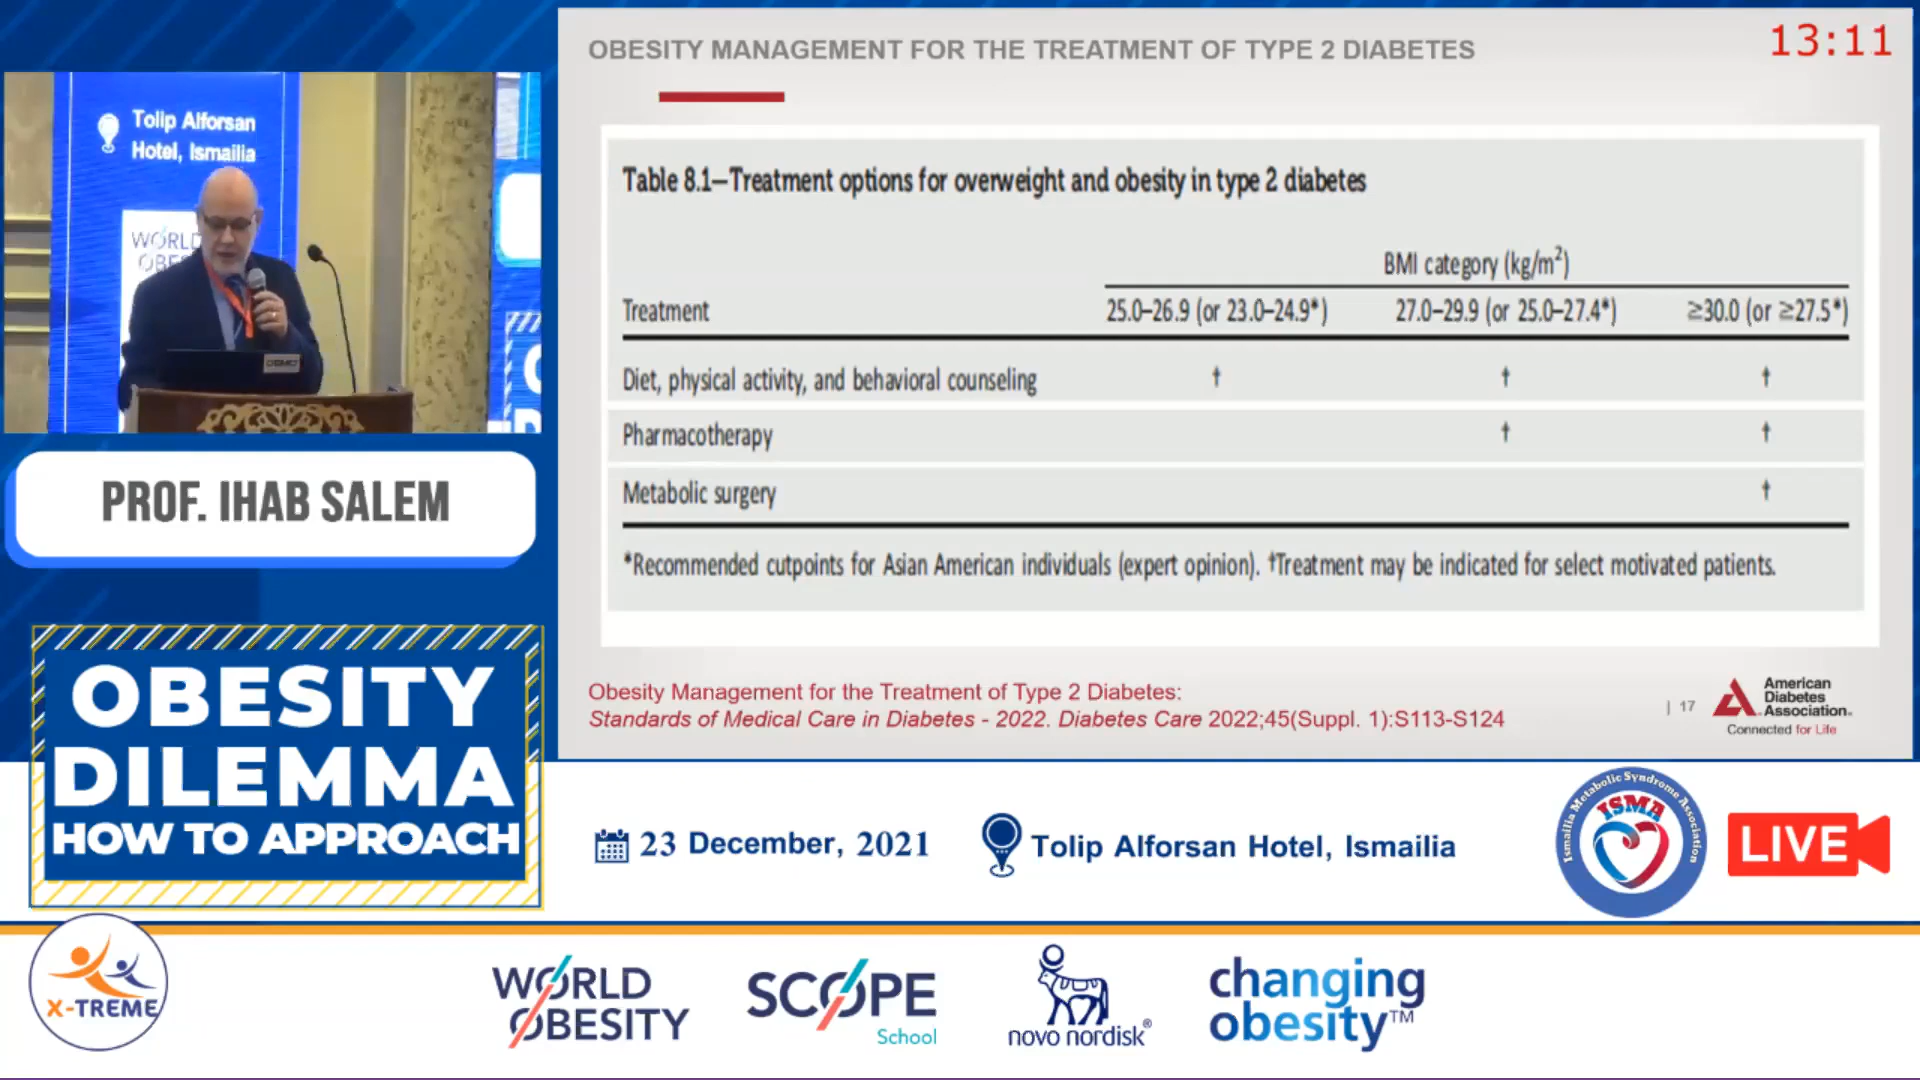 OBESITY MANAGEMENT FOR THE TREATMENT OF TYPE 2 DIABETES
13:11
Tolip Alforsan
Hotel, Ismailia
WORLD
OBE
Table 8.1—Treatment options for overweight and obesity in type 2 diabetes
BMI category (kg/m²)
Treatment 25.0–26.9 (or 23.0–24.9*) 27.0–29.9 (or 25.0–27.4*) ≥30.0 (or ≥27.5*)
Diet, physical activity, and behavioral counseling † † †
Pharmacotherapy † †
Metabolic surgery †
*Recommended cutpoints for Asian American individuals (expert opinion). †Treatment may be indicated for select motivated patients.
Obesity Management for the Treatment of Type 2 Diabetes:
Standards of Medical Care in Diabetes - 2022. Diabetes Care 2022;45(Suppl. 1):S113-S124
| 17
American
Diabetes
Association.
Connected for Life
PROF. IHAB SALEM
OBESITY
DILEMMA
HOW TO APPROACH
23 December, 2021
Tolip Alforsan Hotel, Ismailia
Ismailia Metabolic Syndrome Association
ISMA
LIVE
X-TREME
WORLD
OBESITY
SCOPE
School
novo nordisk®
changing
obesity™